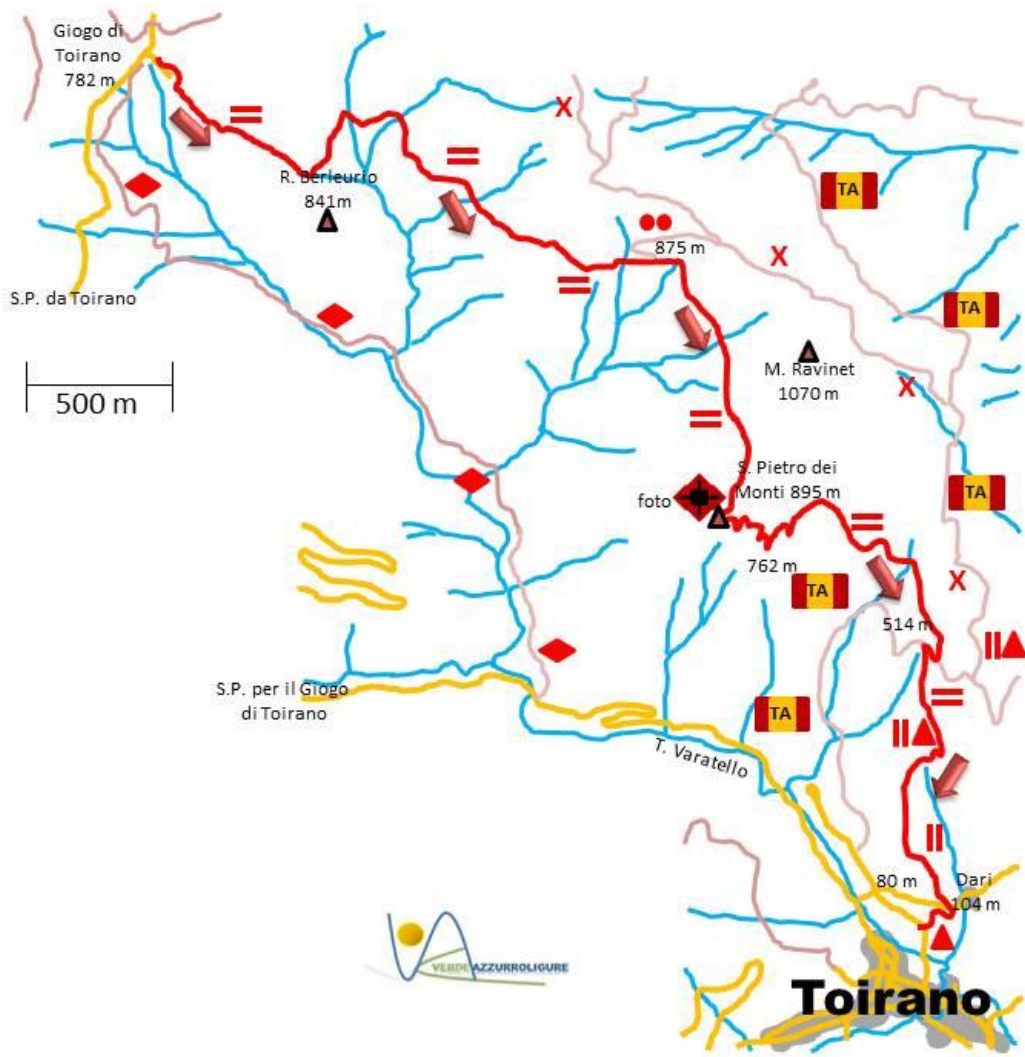 Giogo di
Toirano
782 m
R. Berleurio
841m
X
TA
875 m
X
S.P. da Toirano
TA
500 m
M. Ravinet
1070 m
X
S. Pietro dei
Monti 895 m
foto
TA
762 m
TA
X
514 m
S.P. per il Giogo
di Toirano
TA
T. Varatello
80 m
Dari
104 m
VERDEAZZURROLIGURE
Toirano